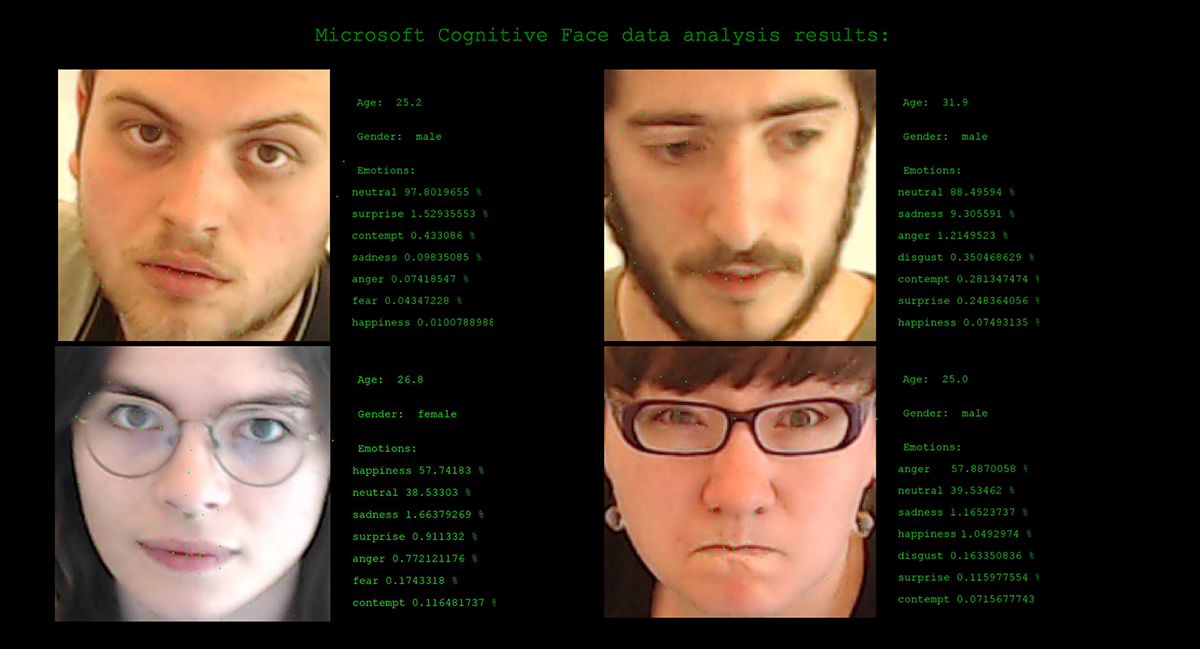 Microsoft Cognitive Face data analysis results:
Age: 25.2
Gender: male
Emotions:
neutral 97.8019655 %
surprise 1.52935553 %
contempt 0.433086 %
sadness 0.09835085 %
anger 0.07418547 %
fear 0.04347228 %
happiness 0.0100788988
Age: 31.9
Gender: male
Emotions:
neutral 88.49594 %
sadness 9.305591 %
anger 1.2149523 %
disgust 0.350468629 %
contempt 0.281347474 %
surprise 0.248364056 %
happiness 0.07493135 %
Age: 26.8
Gender: female
Emotions:
happiness 57.74183 %
neutral 38.53303 %
sadness 1.66379269 %
surprise 0.911332 %
anger 0.772121176 %
fear 0.1743318 %
contempt 0.116481737 %
Age: 25.0
Gender: male
Emotions:
anger 57.8870058 %
neutral 39.53462 %
sadness 1.16523737 %
happiness 1.0492974 %
disgust 0.163350836 %
surprise 0.115977554 %
contempt 0.0715677743